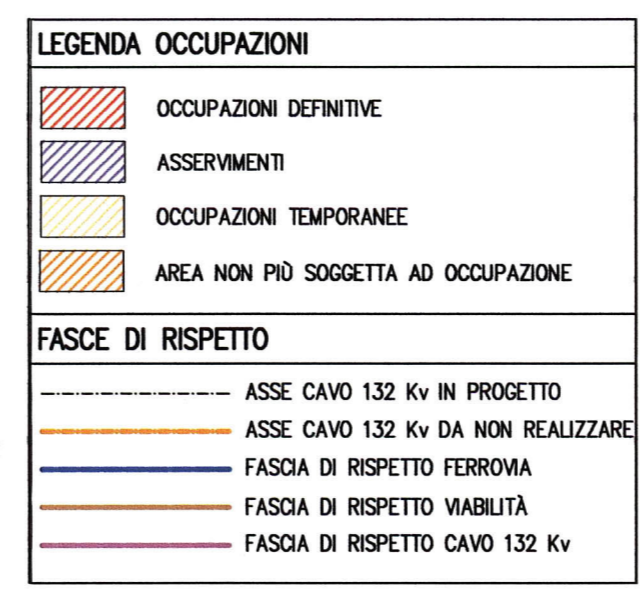 LEGENDA OCCUPAZIONI
OCCUPAZIONI DEFINITIVE
ASSERVIMENTI
OCCUPAZIONI TEMPORANEE
AREA NON PIÙ SOGGETTA AD OCCUPAZIONE
FASCE DI RISPETTO
ASSE CAVO 132 Kv IN PROGETTO
ASSE CAVO 132 Kv DA NON REALIZZARE
FASCIA DI RISPETTO FERROVIA
FASCIA DI RISPETTO VIABILITÀ
FASCIA DI RISPETTO CAVO 132 Kv